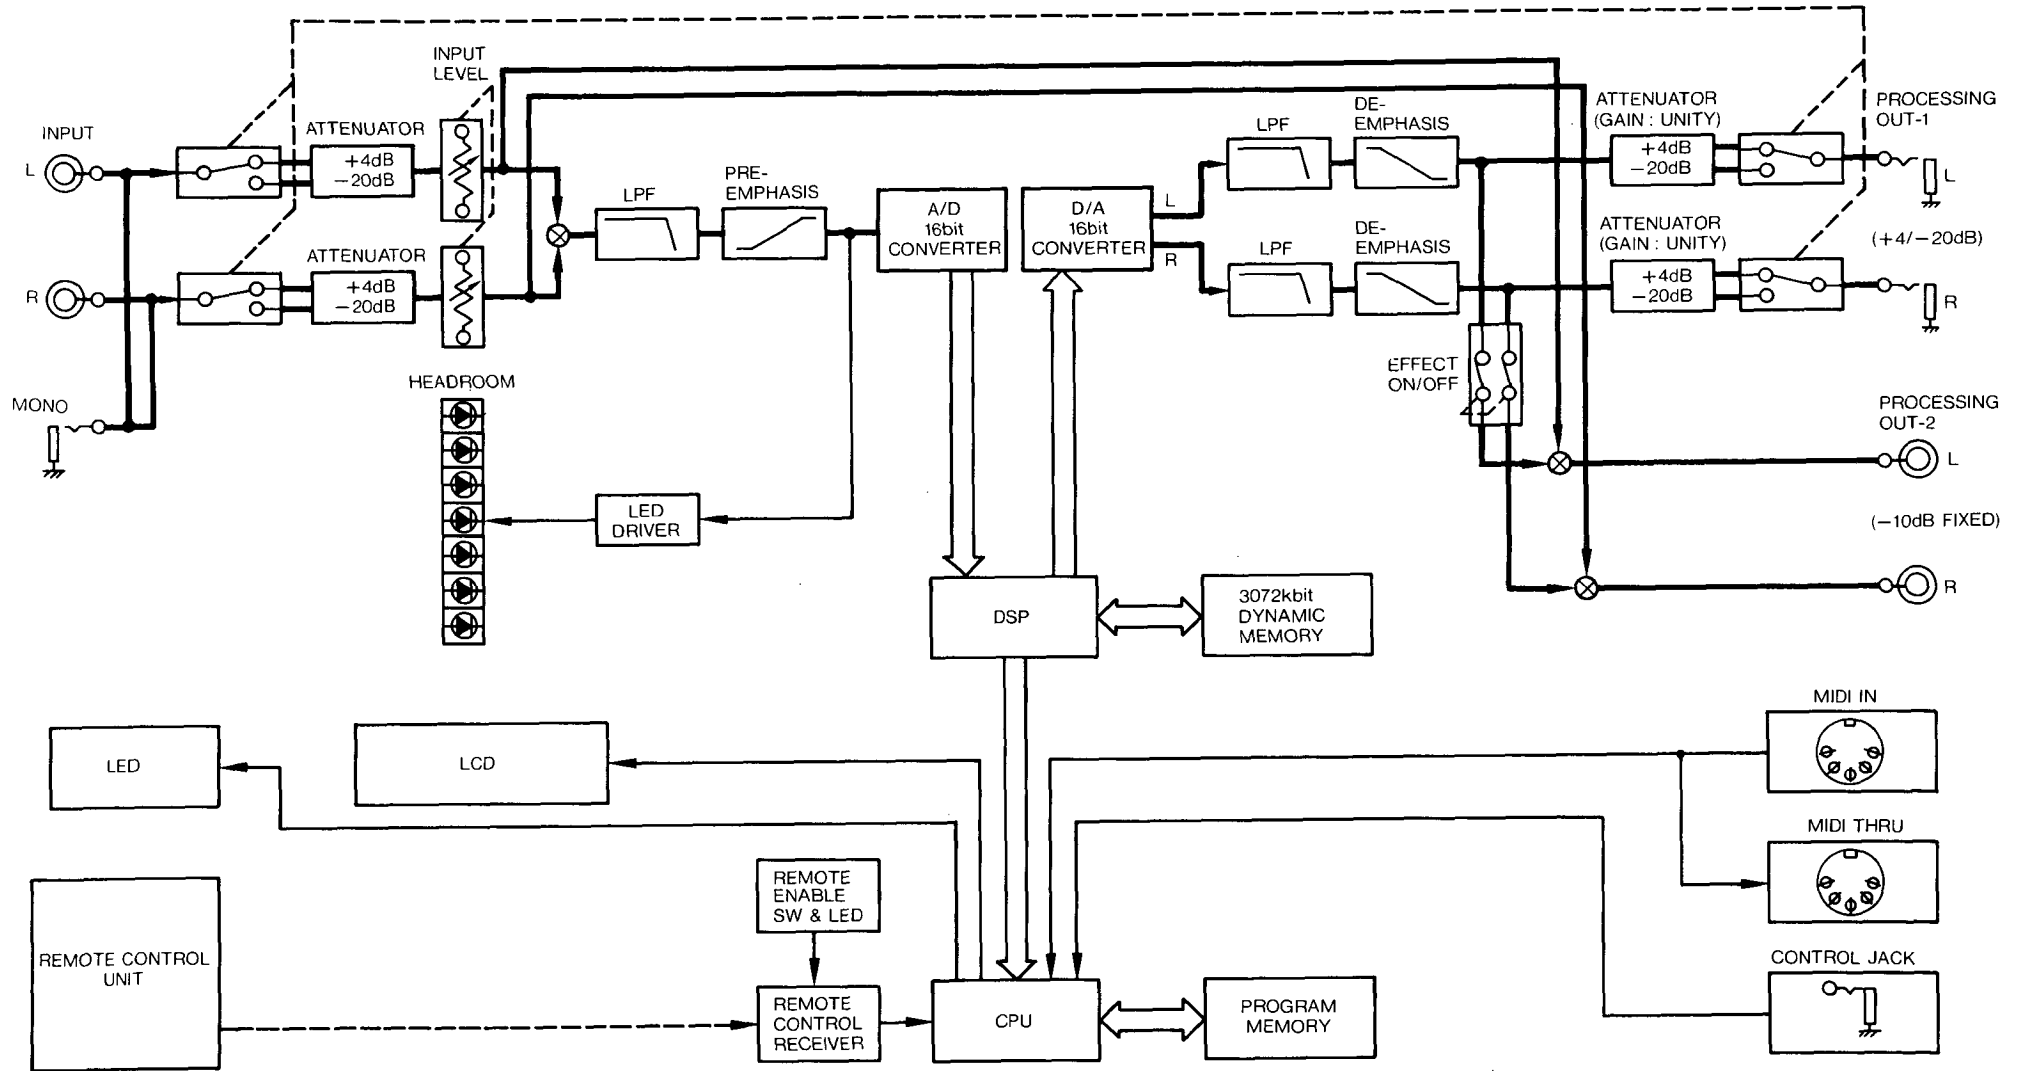 INPUT
LEVEL
INPUT
L
ATTENUATOR
+4dB
−20dB
R
ATTENUATOR
+4dB
−20dB
MONO
HEADROOM
LPF
PRE-
EMPHASIS
A/D
16bit
CONVERTER
D/A
16bit
CONVERTER
L
R
LPF
DE-
EMPHASIS
LPF
DE-
EMPHASIS
ATTENUATOR
(GAIN : UNITY)
+4dB
−20dB
PROCESSING
OUT-1
L
ATTENUATOR
(GAIN : UNITY)
+4dB
−20dB
(+4/−20dB)
R
EFFECT
ON/OFF
PROCESSING
OUT-2
L
(−10dB FIXED)
R
LED
DRIVER
DSP
3072kbit
DYNAMIC
MEMORY
LED
LCD
MIDI IN
MIDI THRU
CONTROL JACK
REMOTE CONTROL
UNIT
REMOTE
ENABLE
SW & LED
REMOTE
CONTROL
RECEIVER
CPU
PROGRAM
MEMORY